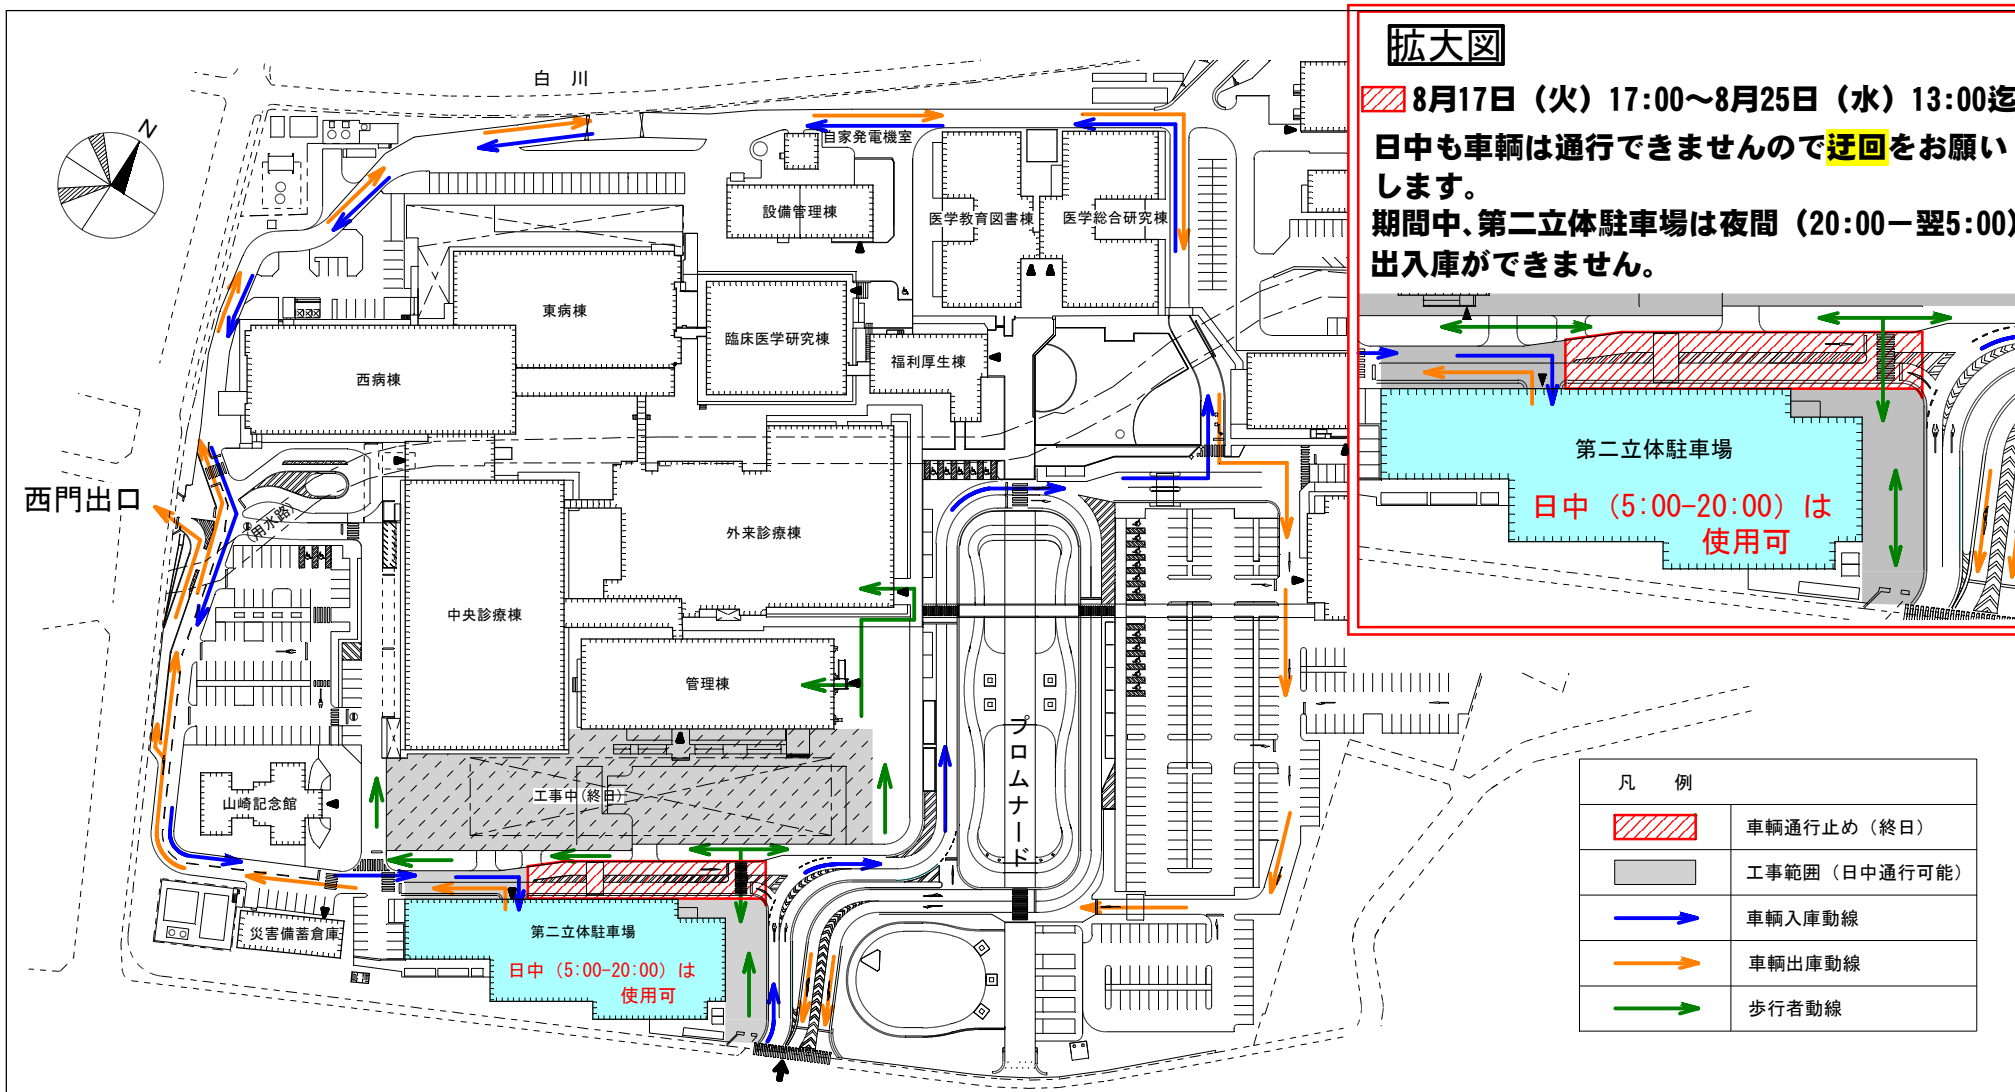 拡大図
8月17日（火）17:00～8月25日（水）13:00迄
日中も車輌は通行できませんので迂回をお願い
します。
期間中、第二立体駐車場は夜間（20:00－翌5:00）
出入庫ができません。
第二立体駐車場
日中（5:00-20:00）は
使用可
白 川
N
自家発電機室
設備管理棟
医学教育図書棟
医学総合研究棟
東病棟
臨床医学研究棟
福利厚生棟
西病棟
西門出口
(用水路)
外来診療棟
中央診療棟
管理棟
プロムナード
工事中(終日)
山崎記念館
災害備蓄倉庫
第二立体駐車場
日中（5:00-20:00）は
使用可
凡 例
車輌通行止め（終日）
工事範囲（日中通行可能）
車輌入庫動線
車輌出庫動線
歩行者動線